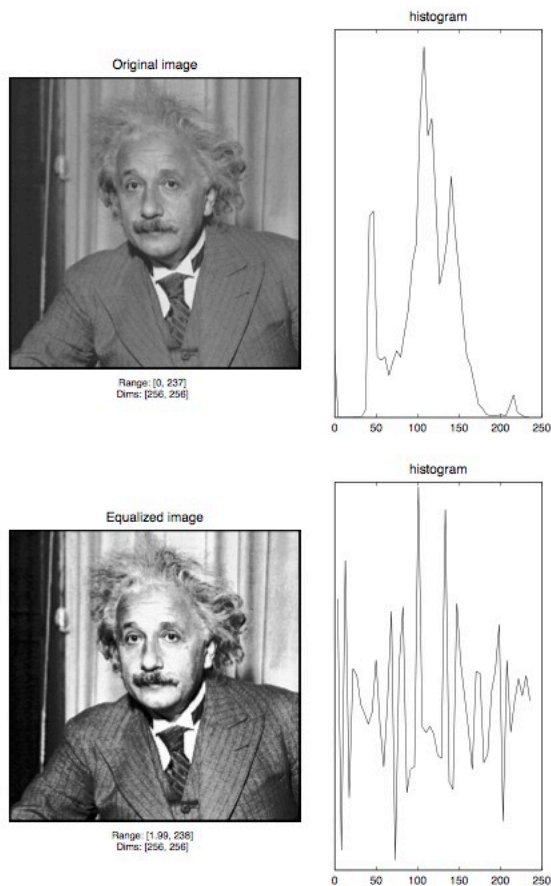 histogram
Original image
Range: [0, 237]
Dims: [256, 256]
0 50 100 150 200 250
histogram
Equalized image
Range: [1.99, 238]
Dims: [256, 256]
0 50 100 150 200 250